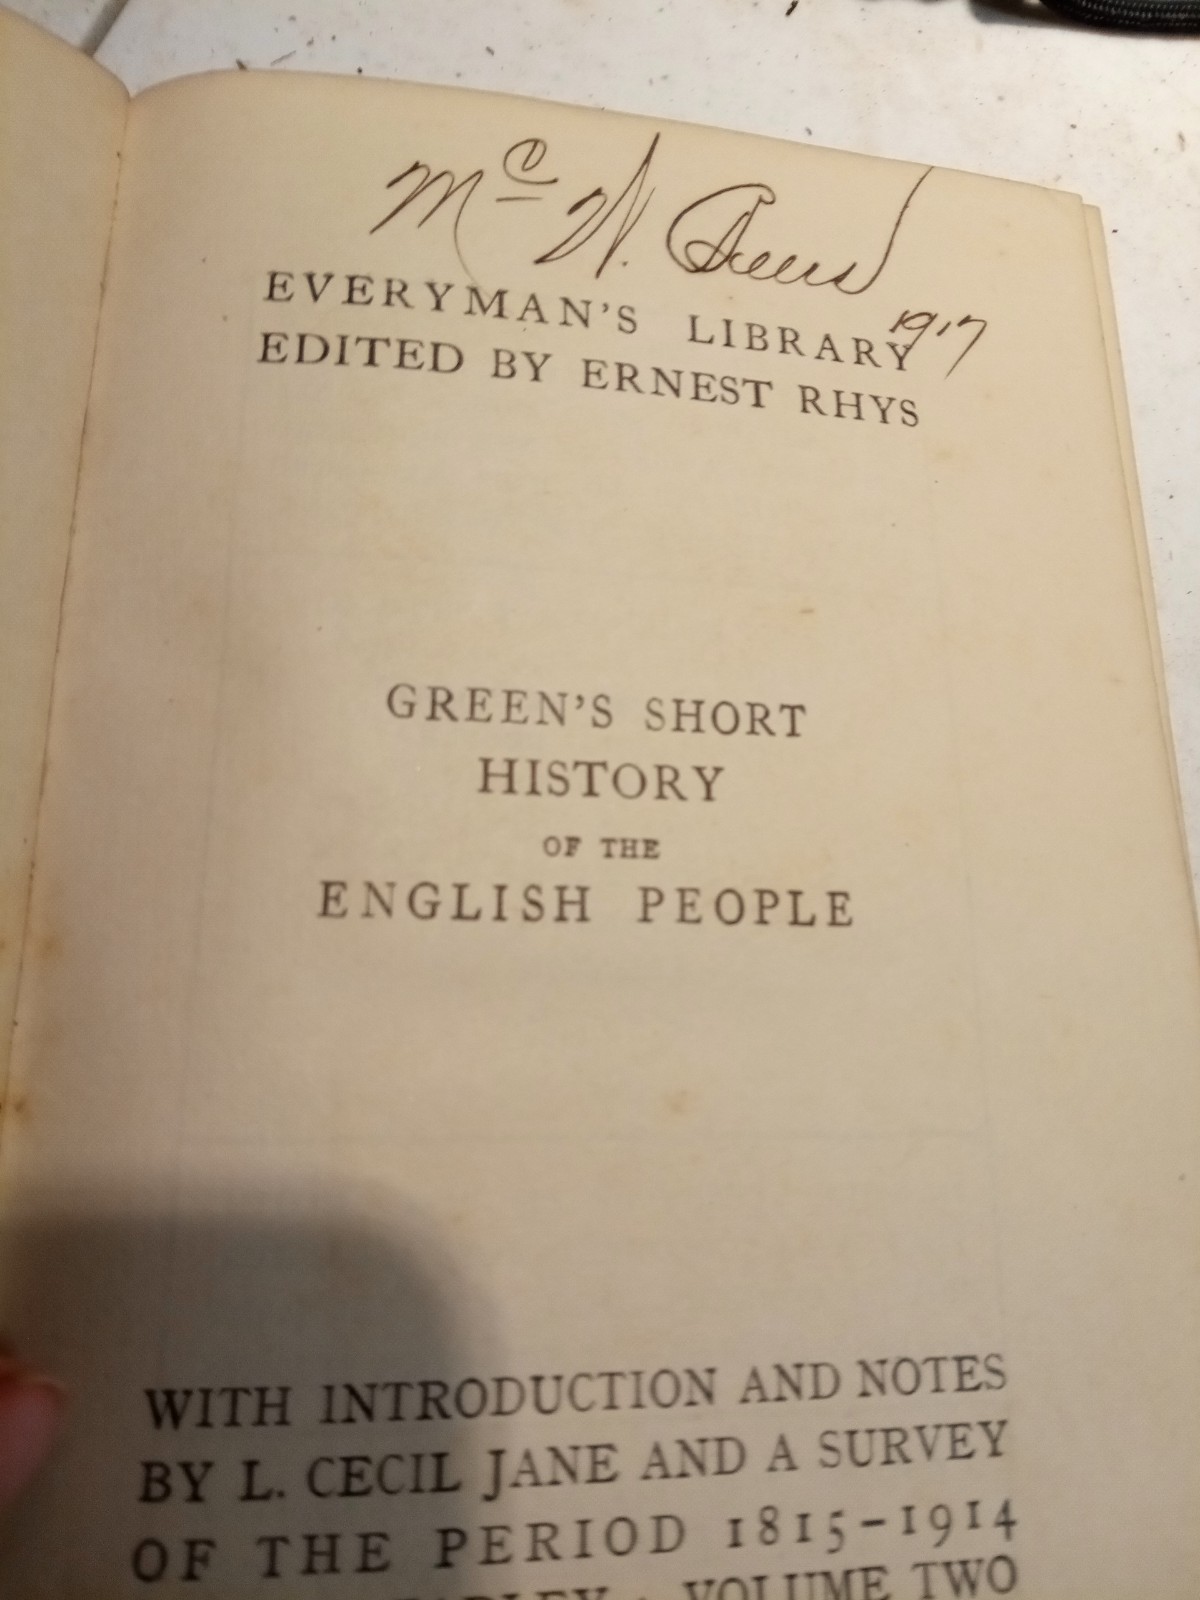 Mc N.
1917
EVERYMAN'S LIBRARY
EDITED BY ERNEST RHYS
GREEN'S SHORT
HISTORY
OF THE
ENGLISH PEOPLE
WITH INTRODUCTION AND NOTES
BY L. CECIL JANE AND A SURVEY
OF THE PERIOD 1815-1914
VOLUME TWO